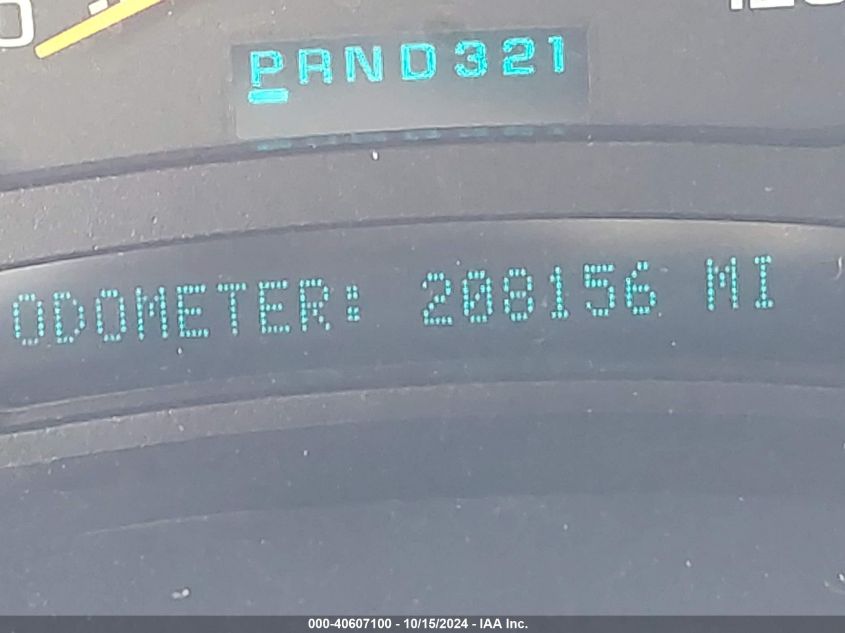 PRND321
ODOMETER: 208156 MI
000-40607100 - 10/15/2024 - IAA Inc.